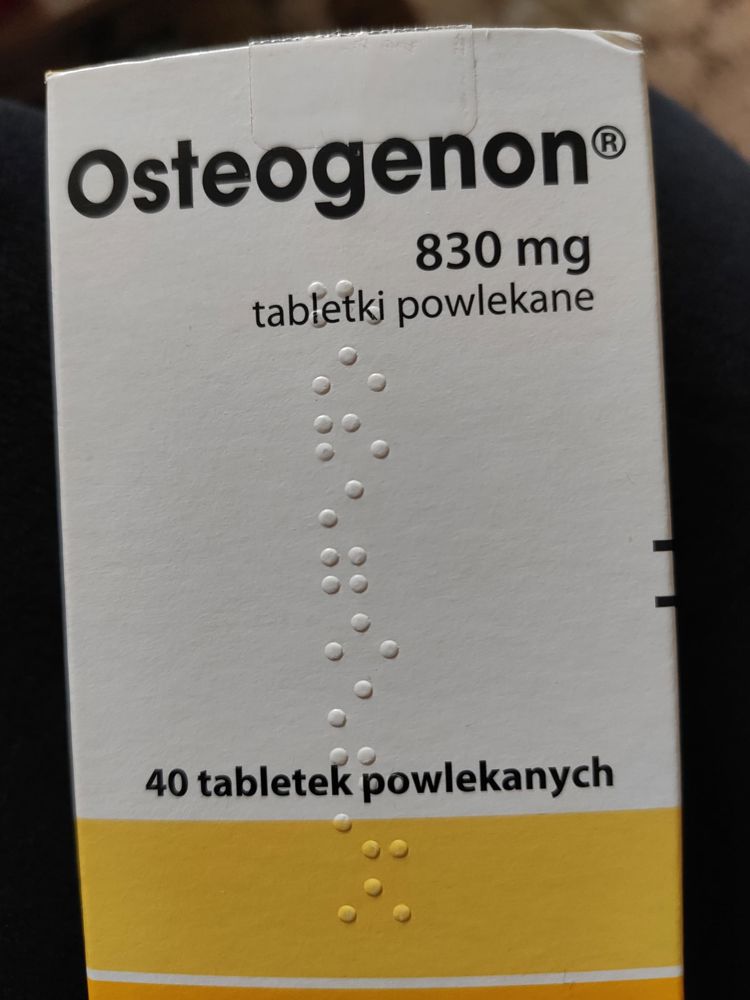 Osteogenon®
830 mg
tabletki powlekane
40 tabletek powlekanych
⠕⠎⠞⠑⠕⠛⠑⠝⠕⠝